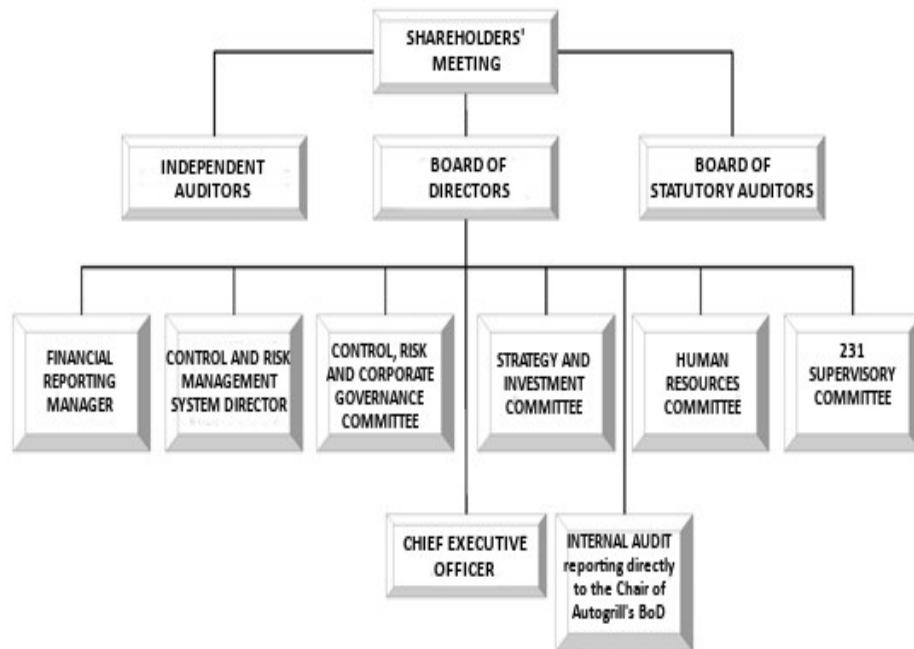 SHAREHOLDERS'
MEETING
INDEPENDENT
AUDITORS
BOARD OF
DIRECTORS
BOARD OF
STATUTORY AUDITORS
FINANCIAL
REPORTING
MANAGER
CONTROL AND RISK
MANAGEMENT
SYSTEM DIRECTOR
CONTROL, RISK
AND CORPORATE
GOVERNANCE
COMMITTEE
STRATEGY AND
INVESTMENT
COMMITTEE
HUMAN
RESOURCES
COMMITTEE
231
SUPERVISORY
COMMITTEE
CHIEF EXECUTIVE
OFFICER
INTERNAL AUDIT
reporting directly
to the Chair of
Autogrill's BoD